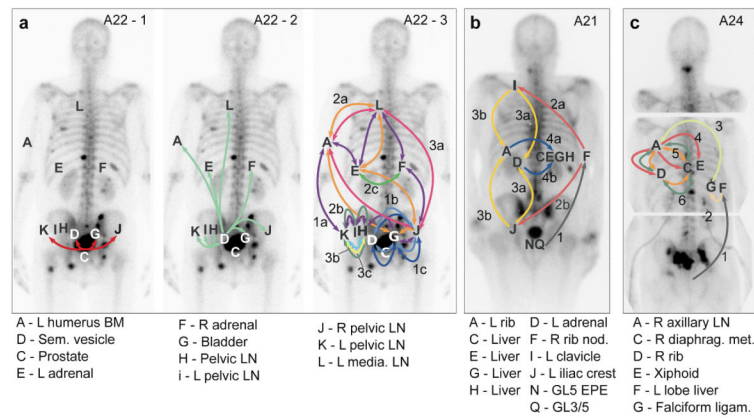 a A22 - 1 A22 - 2 A22 - 3
L
A
E F
K I H J
D G
C
L
A
E F
K I H J
D G
C
2a
L
A
3a
E F
2c
2b 1b
1a
K I H
D G
C
3b 3c 1c
b A21
I
3b 3a 2a
A 4a
D C E G H F
4b
3a
3b 2b
J
N Q 1
c A24
3
A 4
5
C E
D
G F
6
2
1
A - L humerus BM
D - Sem. vesicle
C - Prostate
E - L adrenal
F - R adrenal
G - Bladder
H - Pelvic LN
i - L pelvic LN
J - R pelvic LN
K - L pelvic LN
L - L media. LN
A - L rib
C - Liver
E - Liver
G - Liver
H - Liver
D - L adrenal
F - R rib nod.
I - L clavicle
J - L iliac crest
N - GL5 EPE
Q - GL3/5
A - R axillary LN
C - R diaphrag. met.
D - R rib
E - Xiphoid
F - L lobe liver
G - Falciform ligam.